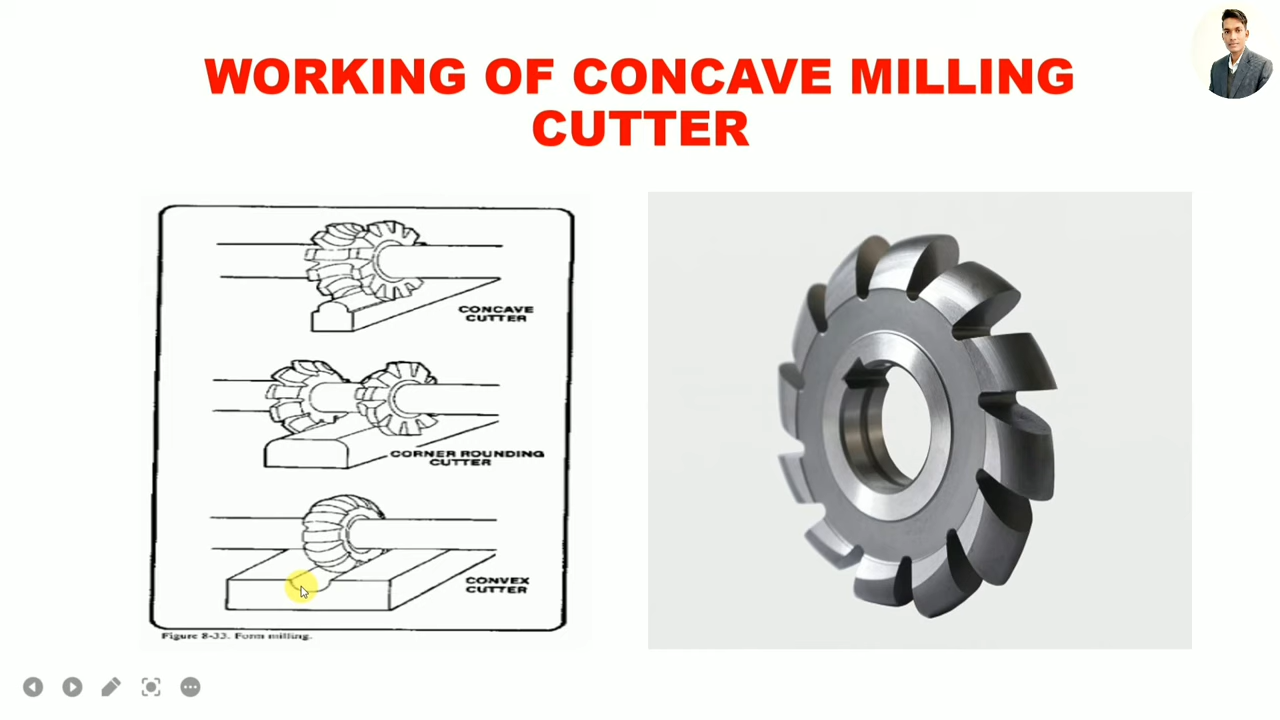 WORKING OF CONCAVE MILLING
CUTTER
CONCAVE
CUTTER
CORNER ROUNDING
CUTTER
CONVEX
CUTTER
Figure 8-33. Form milling.